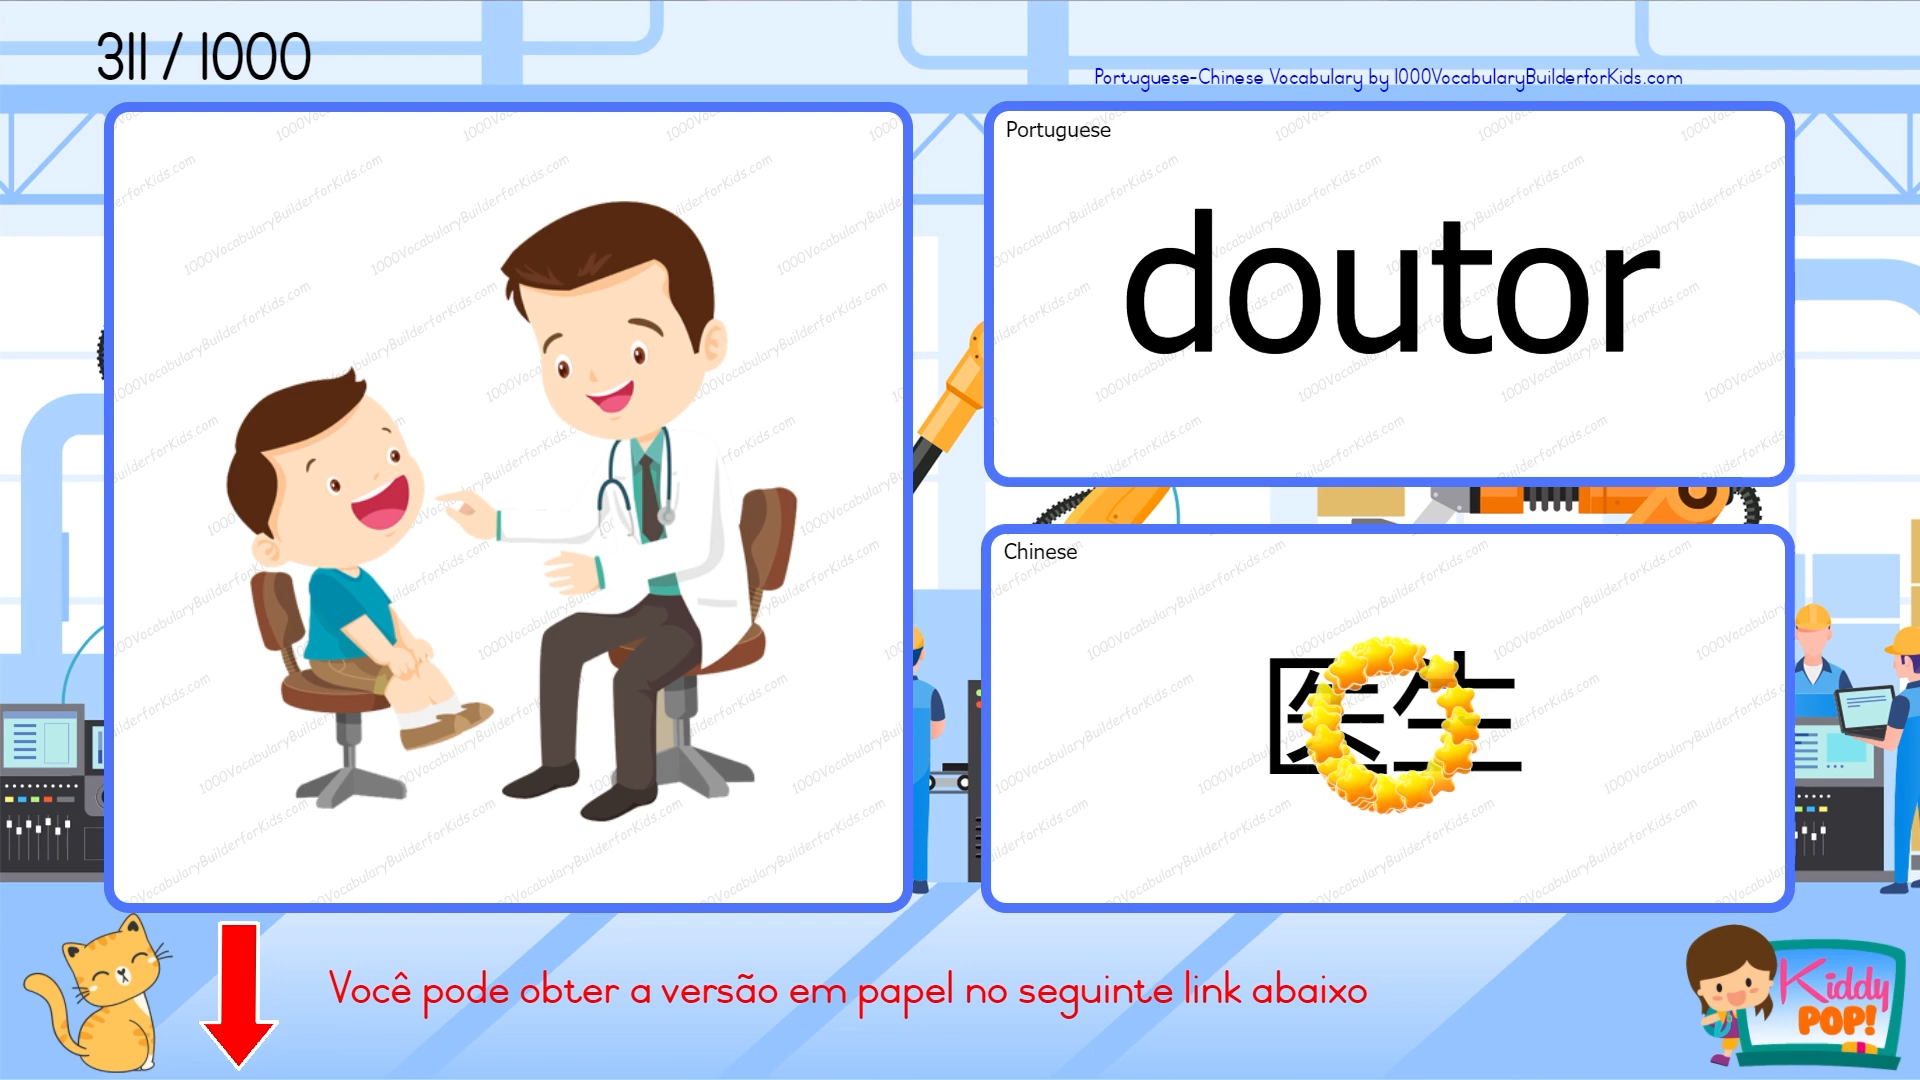 311 / 1000
Portuguese-Chinese Vocabulary by 1000VocabularyBuilderforKids.com
Portuguese
doutor
Chinese
医生
Você pode obter a versão em papel no seguinte link abaixo
Kiddy
POP!